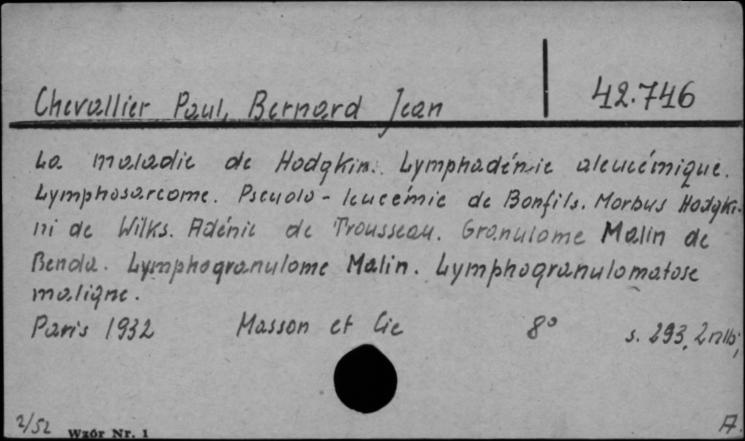 Chevallier Paul, Bernard Jean 42.746
La maladie de Hodgkin. Lymphadénie aleucémique.
Lymphosarcome. Pseudo-leucémie de Bonfils. Morbus Hodgki-
ni de Wilks. Adénie de Trousseau. Granulome Malin de
Benda. Lymphogranulome Malin. Lymphogranulomatose
maligne.
Paris 1932 Masson et Cie 8° s. 293,
2/52 Wzór Nr. 1 A.